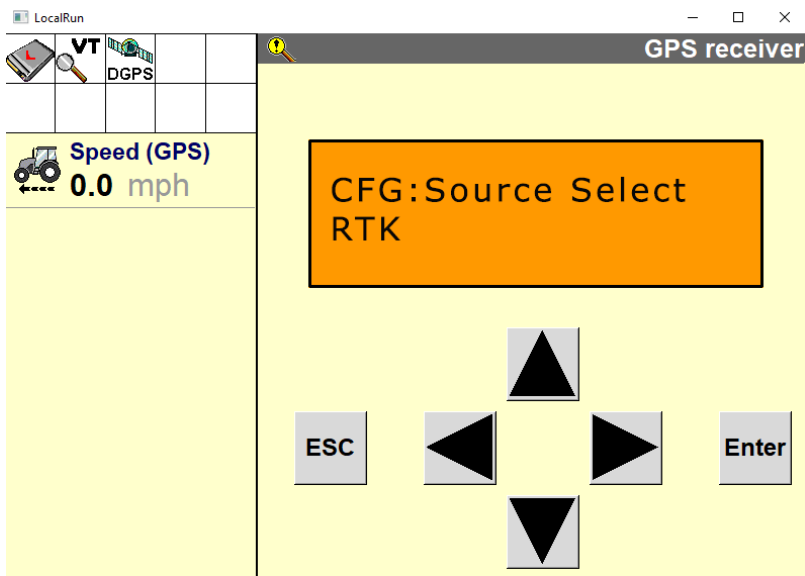 LocalRun
VT
DGPS
GPS receiver
Speed (GPS)
0.0 mph
CFG:Source Select
RTK
ESC
Enter